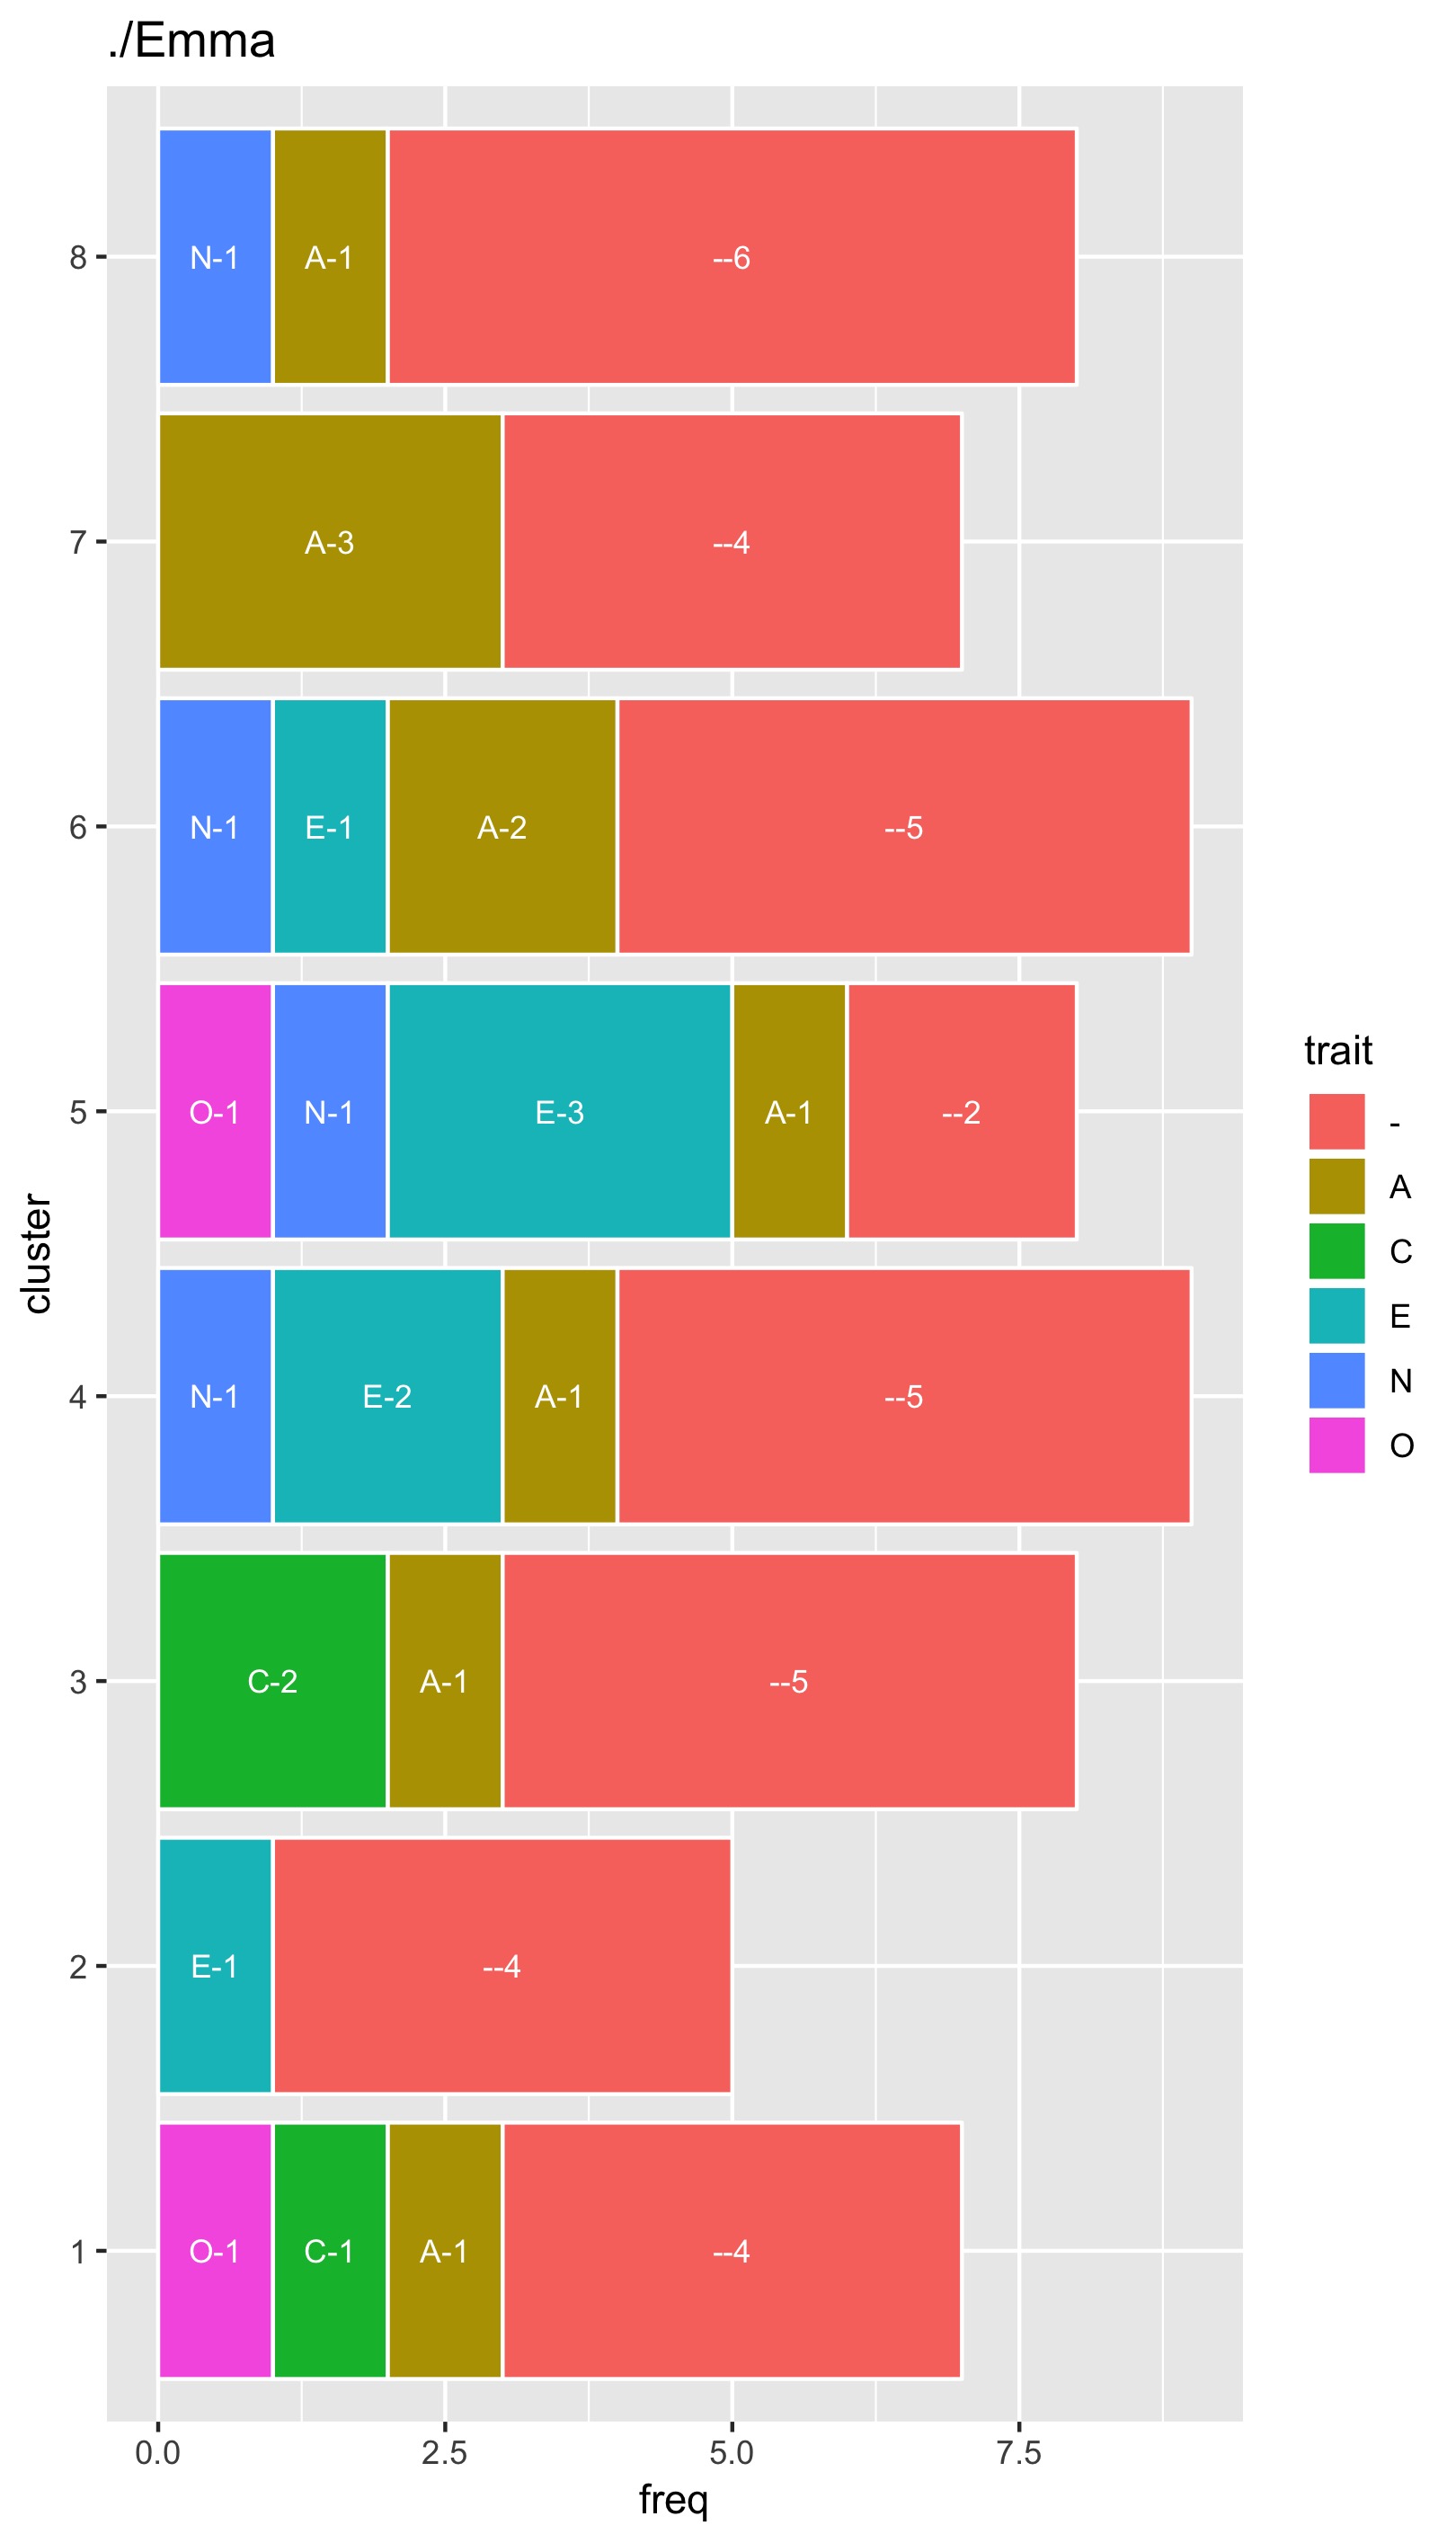 ./Emma
8
N-1 A-1 --6
7
A-3 --4
6
N-1 E-1 A-2 --5
5
O-1 N-1 E-3 A-1 --2
4
N-1 E-2 A-1 --5
3
C-2 A-1 --5
2
E-1 --4
1
O-1 C-1 A-1 --4
cluster
0.0 2.5 5.0 7.5
freq
trait
-
A
C
E
N
O